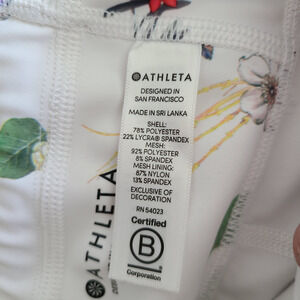 ATHLETA
DESIGNED IN
SAN FRANCISCO
MADE IN SRI LANKA
SHELL:
78% POLYESTER
22% LYCRA® SPANDEX
MESH:
92% POLYESTER
8% SPANDEX
MESH LINING:
87% NYLON
13% SPANDEX
EXCLUSIVE OF
DECORATION
RN 54023
Certified
B
Corporation
ATHLETA